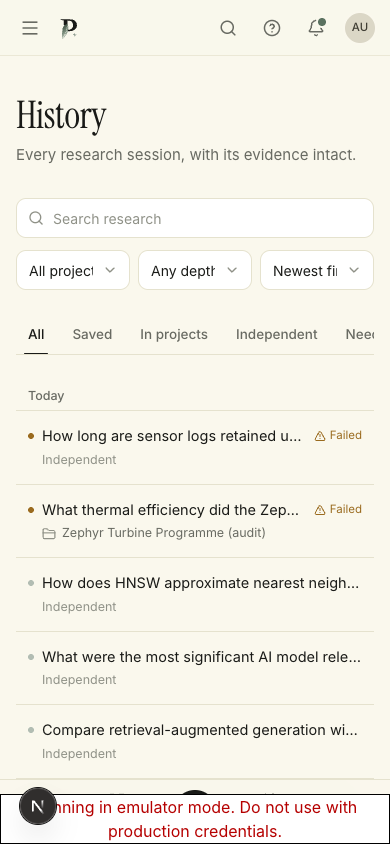 P
AU
History
Every research session, with its evidence intact.
Search research
All project
Any depth
Newest fi
All Saved In projects Independent Need
Today
How long are sensor logs retained u... Failed
Independent
What thermal efficiency did the Zep... Failed
Zephyr Turbine Programme (audit)
How does HNSW approximate nearest neigh...
Independent
What were the most significant AI model rele...
Independent
Compare retrieval-augmented generation wi...
Independent
N
nning in emulator mode. Do not use with
production credentials.